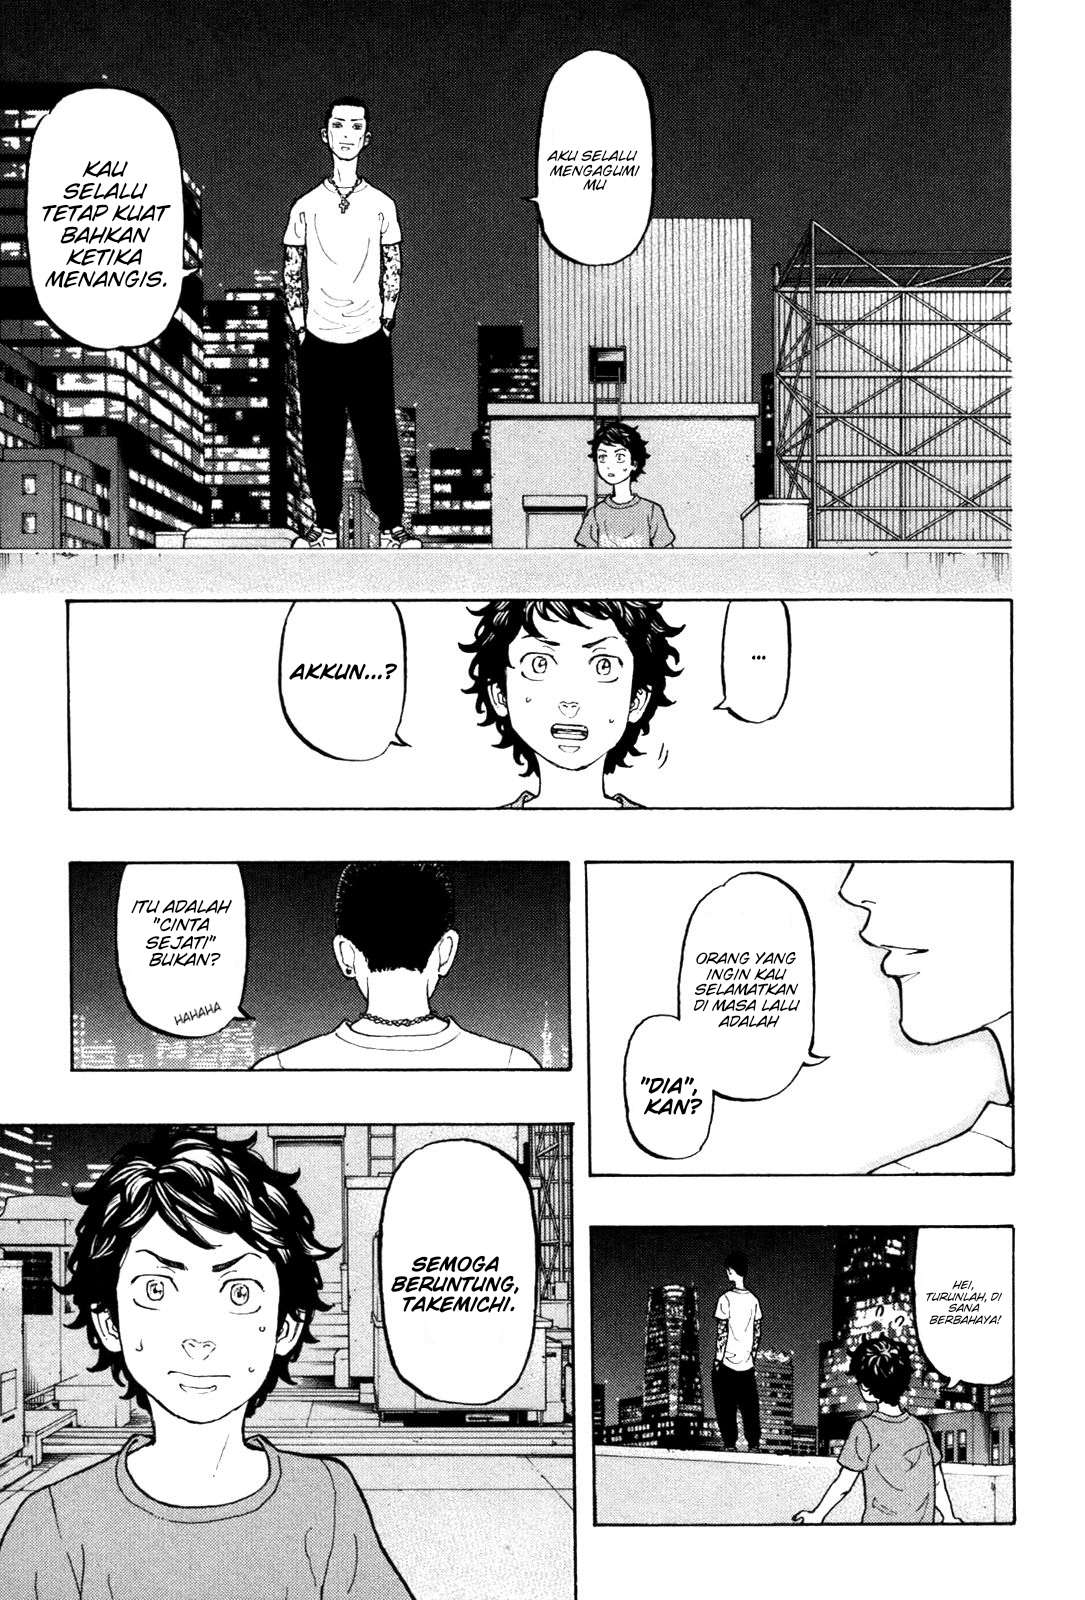 AKU SELALU
MENGAGUMI
MU
KAU
SELALU
TETAP KUAT
BAHKAN
KETIKA
MENANGIS.
...
AKKUN...?
ORANG YANG
INGIN KAU
SELAMATKAN
DI MASA LALU
ADALAH
"DIA",
KAN?
ITU ADALAH
"CINTA
SEJATI"
BUKAN?
HAHAHA
HEI,
TURUNLAH, DI
SANA
BERBAHAYA!
SEMOGA
BERUNTUNG,
TAKEMICHI.